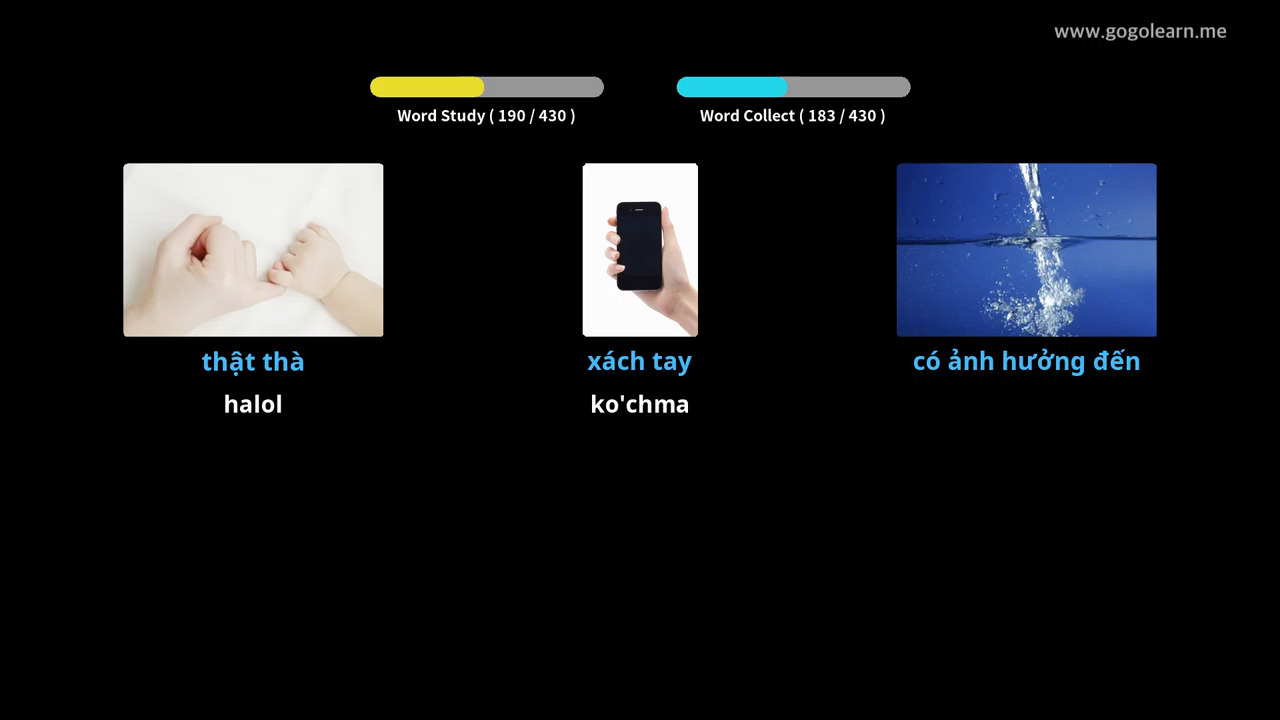 www.gogolearn.me
Word Study ( 190 / 430 )
Word Collect ( 183 / 430 )
thật thà
xách tay
có ảnh hưởng đến
halol
ko'chma